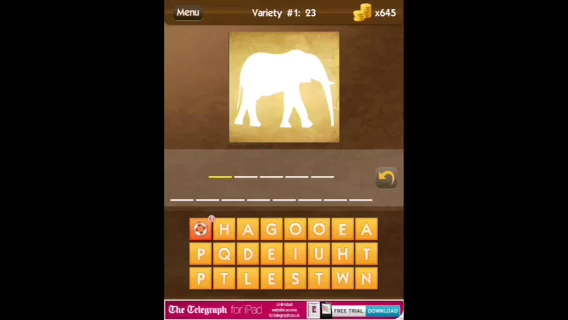 Menu Variety #1: 23 x645
H A G O O E A
P Q D E I U H T
P T L E S T W N
The Telegraph for iPad FREE TRIAL DOWNLOAD